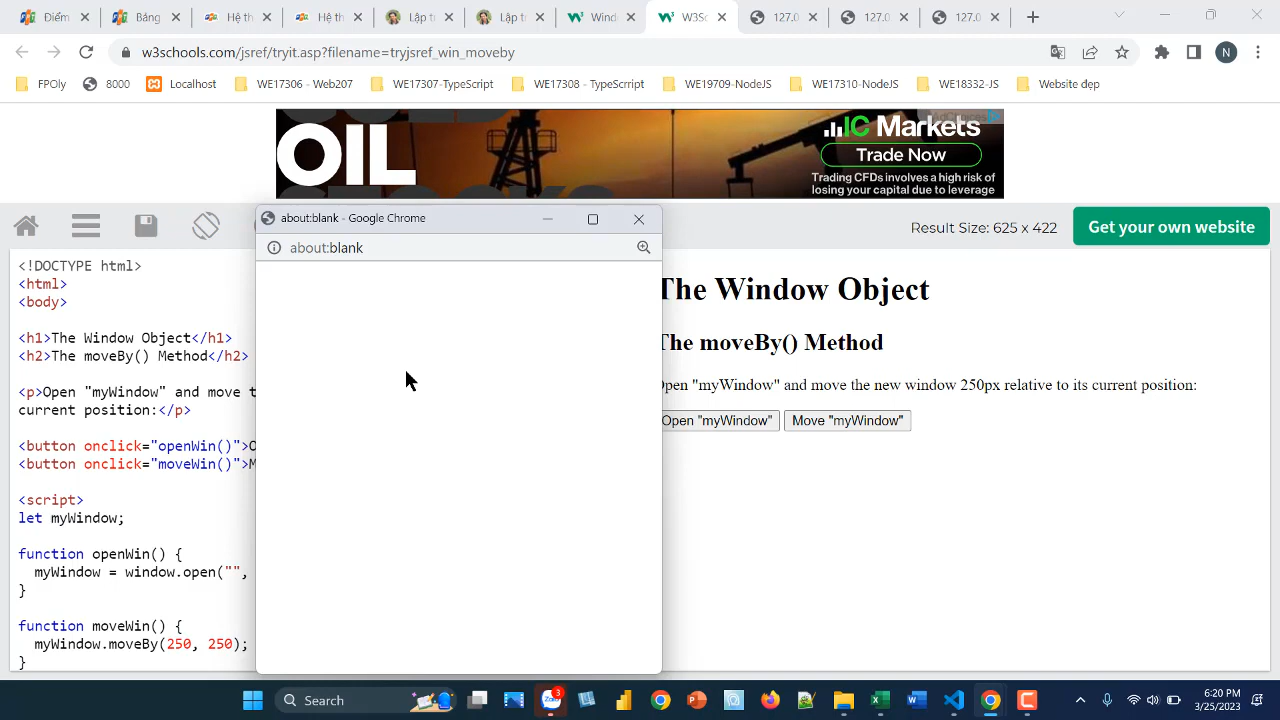 Điểm
Bảng
Hệ th
Hệ th
Lập tr
Lập tr
Wind
W3Sc
127.0
127.0
127.0
w3schools.com/jsref/tryit.asp?filename=tryjsref_win_moveby
N
FPOly
8000
Localhost
WE17306 - Web207
WE17307-TypeScript
WE17308 - TypeScrript
WE19709-NodeJS
WE17310-NodeJS
WE18332-JS
Website đẹp
OIL
IC Markets
Trade Now
Trading CFDs involves a high risk of
losing your capital due to leverage
about:blank - Google Chrome
about:blank
Result Size: 625 x 422
Get your own website
<!DOCTYPE html>
<html>
<body>
<h1>The Window Object</h1>
<h2>The moveBy() Method</h2>
<p>Open "myWindow" and move t
current position:</p>
<button onclick="openWin()">O
<button onclick="moveWin()">M
<script>
let myWindow;
function openWin() {
myWindow = window.open("",
}
function moveWin() {
myWindow.moveBy(250, 250);
}
The Window Object
The moveBy() Method
Open "myWindow" and move the new window 250px relative to its current position:
Open "myWindow"
Move "myWindow"
Search
3
6:20 PM
3/25/2023